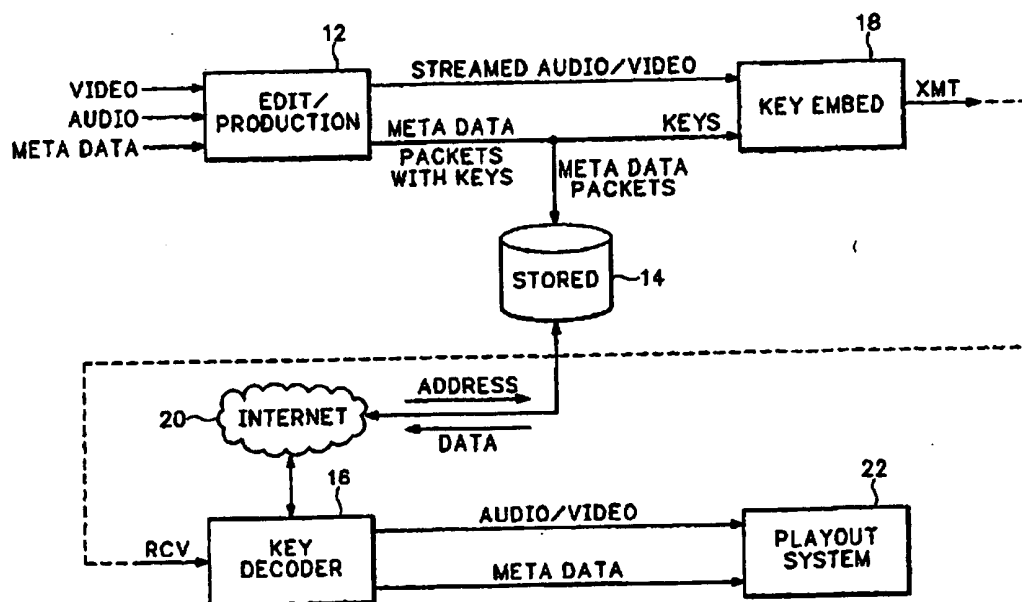 12
18
VIDEO
AUDIO
META DATA
EDIT/
PRODUCTION
STREAMED AUDIO/VIDEO
META DATA
PACKETS
WITH KEYS
KEYS
META DATA
PACKETS
KEY EMBED
XMT
STORED
14
20
INTERNET
ADDRESS
DATA
16
22
RCV
KEY
DECODER
AUDIO/VIDEO
META DATA
PLAYOUT
SYSTEM